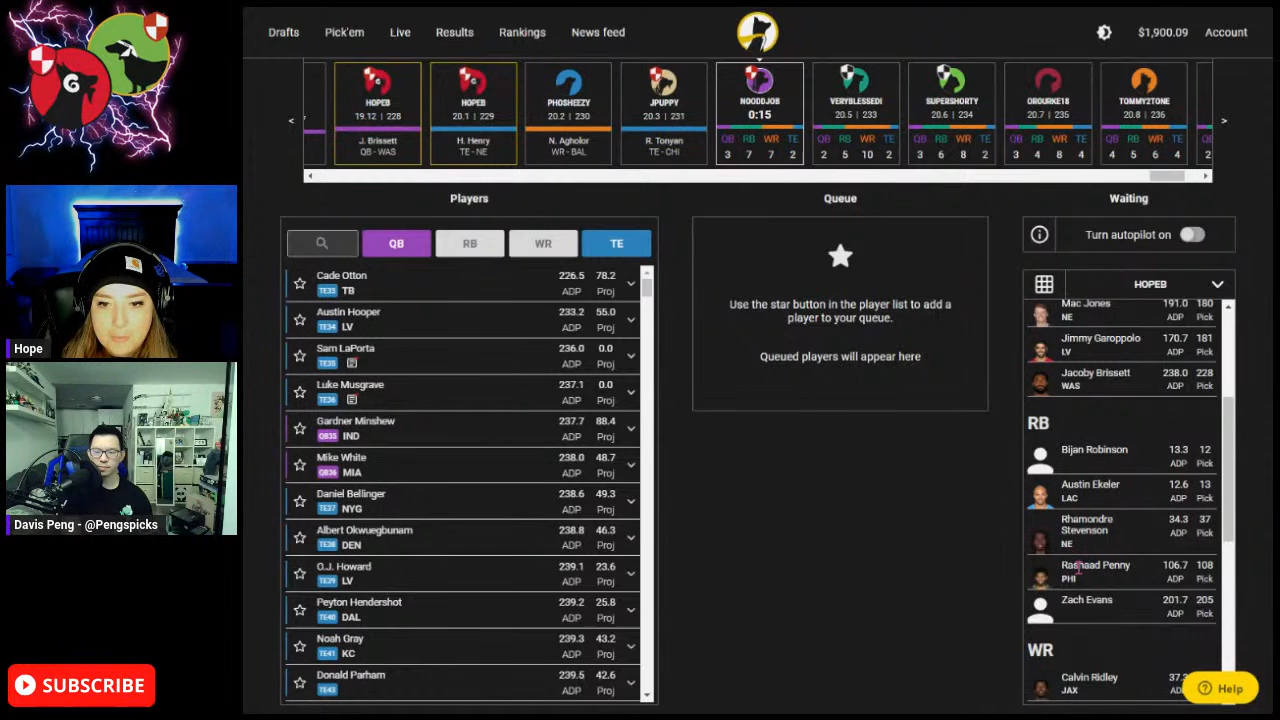 Drafts
Pick'em
Live
Results
Rankings
News feed
$1,900.09
Account
<
HOPEB
19.12 | 228
J. Brissett
QB - WAS
HOPEB
20.1 | 229
H. Henry
TE - NE
PHOSHEEZY
20.2 | 230
N. Agholor
WR - BAL
JPUPPY
20.3 | 231
R. Tonyan
TE - CHI
NOODDJOB
0:15
QB RB WR TE
3 7 7 2
VERYBLESSEDI
20.5 | 233
QB RB WR TE
2 5 10 2
SUPERSHORTY
20.6 | 234
QB RB WR TE
3 6 8 2
OROURKE18
20.7 | 235
QB RB WR TE
3 4 8 4
TOMMY2TONE
20.8 | 236
QB RB WR TE
4 5 6 4
>
Players
Queue
Waiting
QB
RB
WR
TE
Cade Otton 226.5 78.2
TE33 TB ADP Proj
Austin Hooper 233.2 55.0
TE34 LV ADP Proj
Sam LaPorta 236.0 0.0
TE35 ADP Proj
Luke Musgrave 237.1 0.0
TE36 ADP Proj
Gardner Minshew 237.7 88.4
QB35 IND ADP Proj
Mike White 238.0 48.7
QB36 MIA ADP Proj
Daniel Bellinger 238.6 49.3
TE37 NYG ADP Proj
Albert Okwuegbunam 238.8 46.3
TE38 DEN ADP Proj
O.J. Howard 239.1 23.6
TE39 LV ADP Proj
Peyton Hendershot 239.2 25.8
TE40 DAL ADP Proj
Noah Gray 239.3 43.2
TE41 KC ADP Proj
Donald Parham 239.5 42.6
TE43 ADP Proj
Use the star button in the player list to add a
player to your queue.
Queued players will appear here
Turn autopilot on
HOPEB
Mac Jones 191.0 180
NE ADP Pick
Jimmy Garoppolo 170.7 181
LV ADP Pick
Jacoby Brissett 238.0 228
WAS ADP Pick
RB
Bijan Robinson 13.3 12
ADP Pick
Austin Ekeler 12.6 13
LAC ADP Pick
Rhamondre 34.3 37
Stevenson ADP Pick
NE
Rashaad Penny 106.7 108
PHI ADP Pick
Zach Evans 201.7 205
ADP Pick
WR
Calvin Ridley 37.2
JAX
Help
G
Hope
Davis Peng - @Pengspicks
SUBSCRIBE